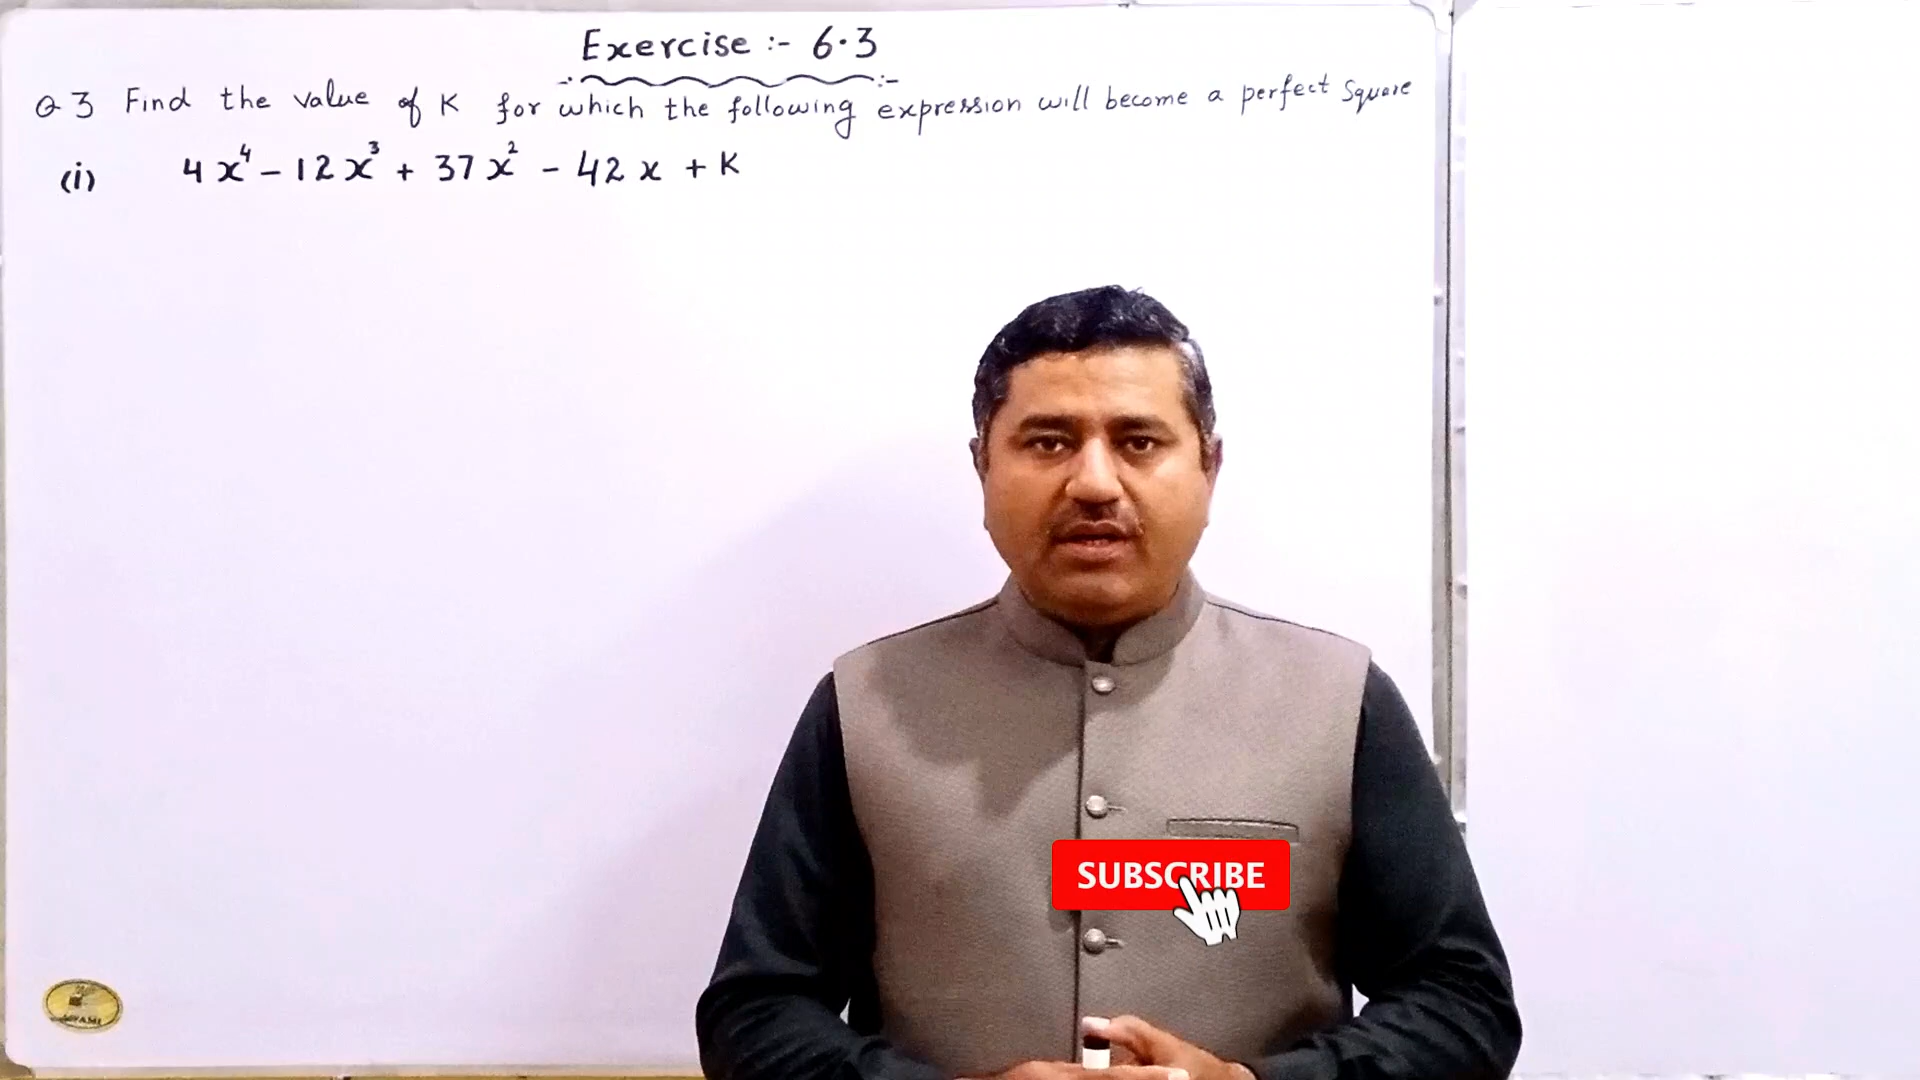 Exercise :- 6.3
Q3 Find the value of K for which the following expression will become a perfect Square
(i) 4x⁴ - 12x³ + 37x² - 42x + K
SUBSCRIBE